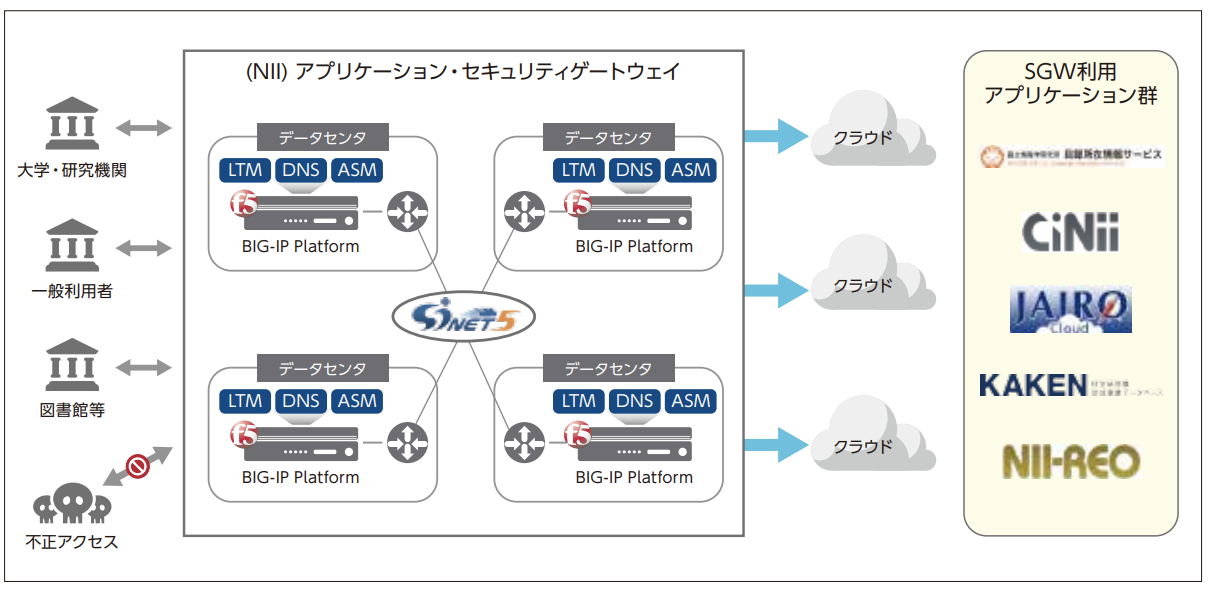 (NII) アプリケーション・セキュリティゲートウェイ
大学・研究機関
一般利用者
図書館等
不正アクセス
データセンタ
LTM DNS ASM
f5
BIG-IP Platform
データセンタ
LTM DNS ASM
f5
BIG-IP Platform
SINET5
データセンタ
LTM DNS ASM
f5
BIG-IP Platform
データセンタ
LTM DNS ASM
f5
BIG-IP Platform
クラウド
クラウド
クラウド
SGW利用
アプリケーション群
目録所在情報サービス
CiNii
JAIRO
Cloud
KAKEN
NII-REO